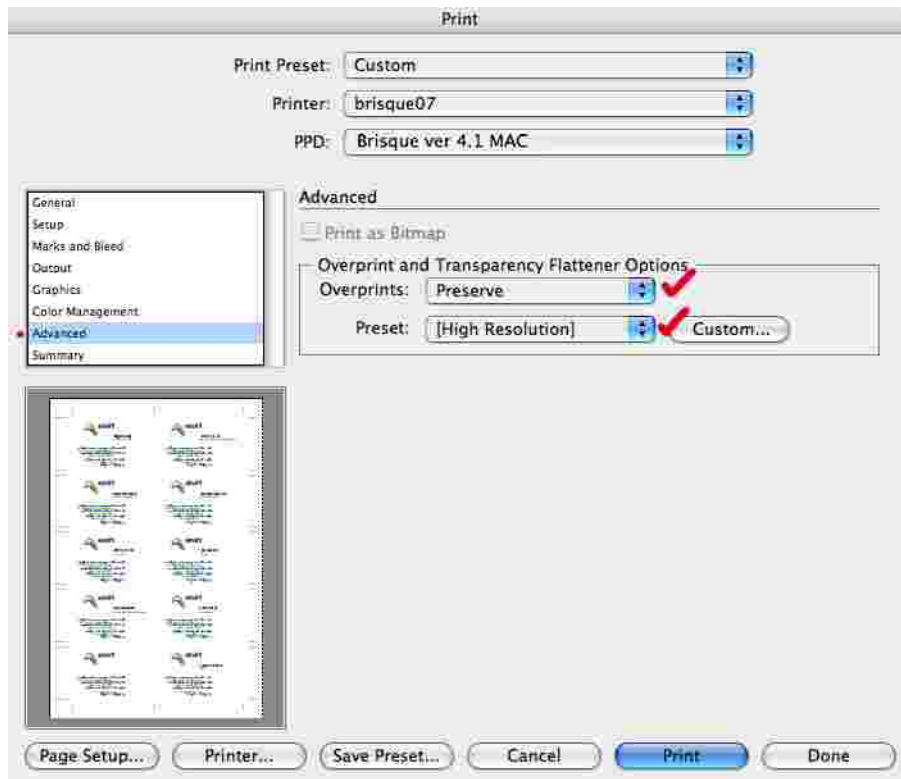 Print
Print Preset: Custom
Printer: brisque07
PPD: Brisque ver 4.1 MAC
General
Setup
Marks and Bleed
Output
Graphics
Color Management
Advanced
Summary
Advanced
Print as Bitmap
Overprint and Transparency Flattener Options
Overprints: Preserve
Preset: [High Resolution] Custom...
Page Setup... Printer... Save Preset... Cancel Print Done